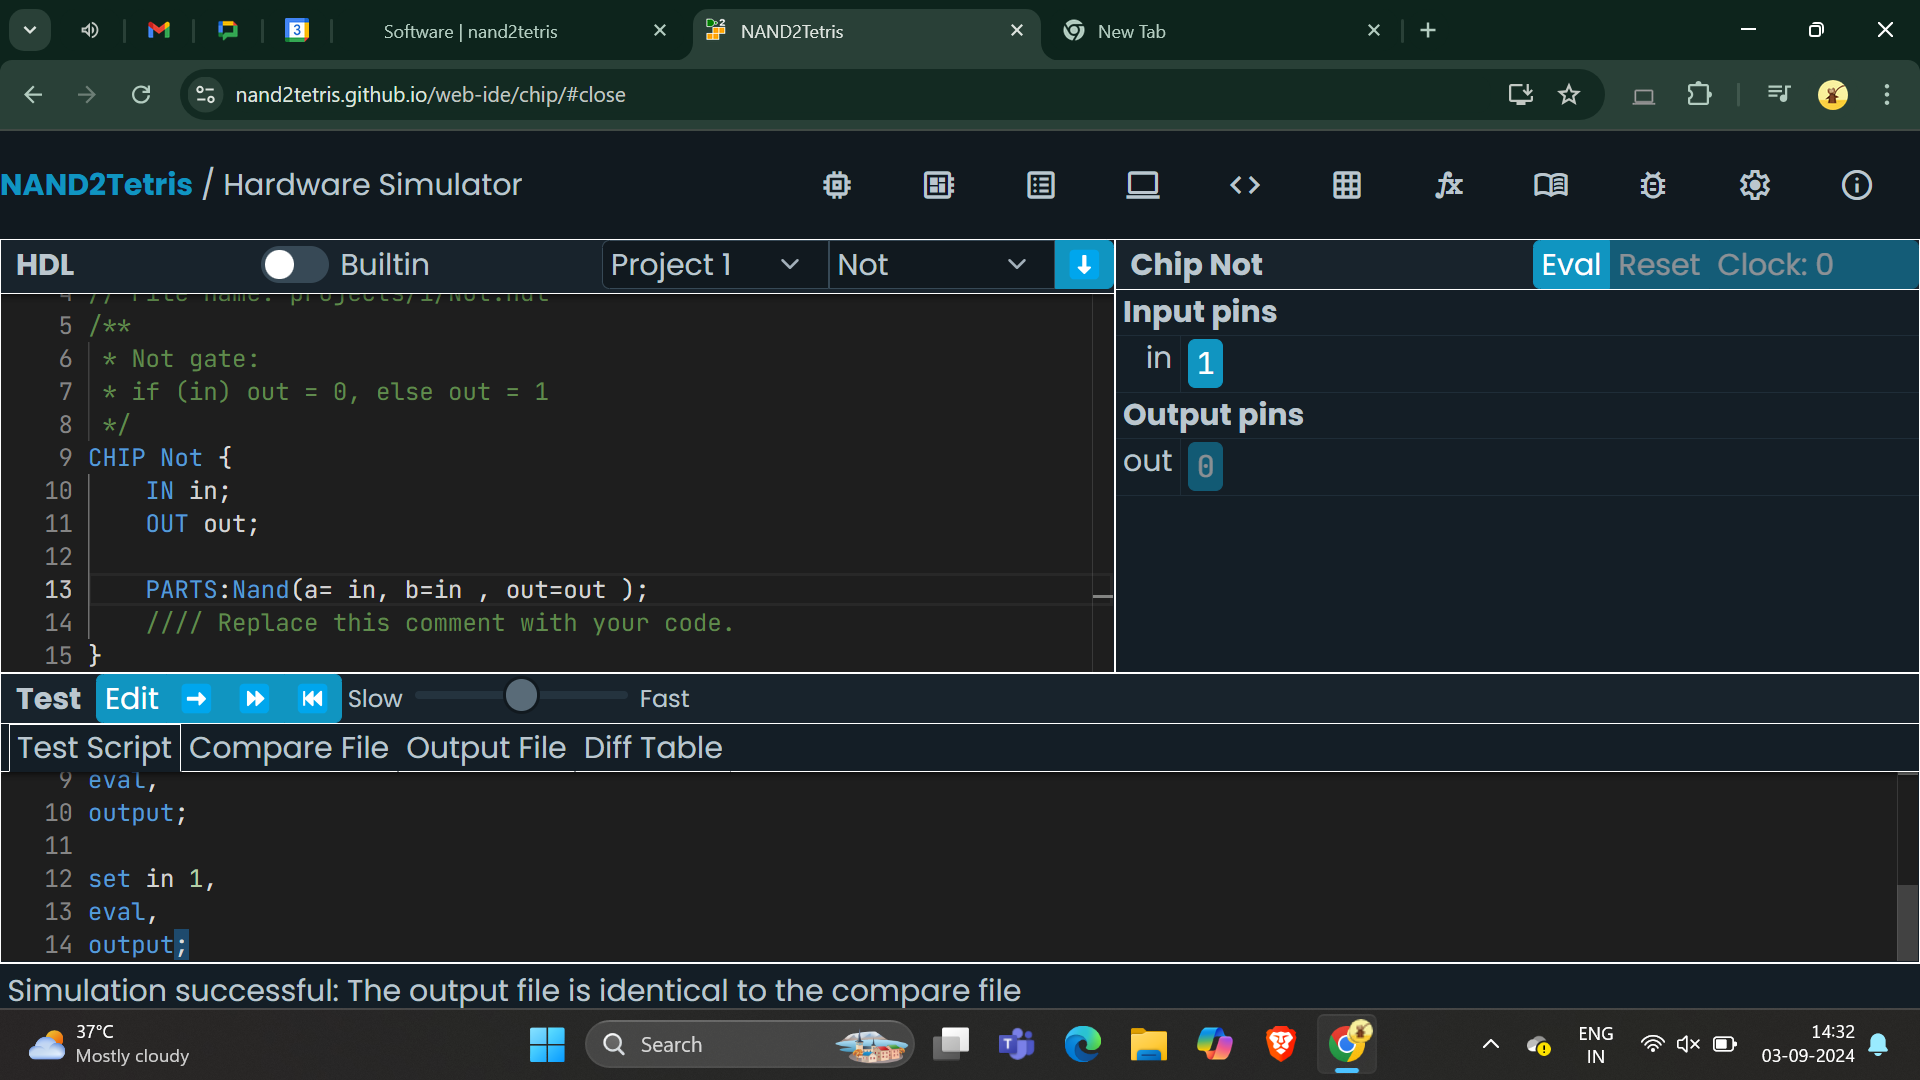 Software | nand2tetris
NAND2Tetris
New Tab
nand2tetris.github.io/web-ide/chip/#close
NAND2Tetris / Hardware Simulator
HDL
Builtin
Project 1
Not
Chip Not
Eval
Reset
Clock: 0
4 // File name: projects/1/Not.hdl
5 /**
6 * Not gate:
7 * if (in) out = 0, else out = 1
8 */
9 CHIP Not {
10 IN in;
11 OUT out;
12
13 PARTS:Nand(a= in, b=in , out=out );
14 //// Replace this comment with your code.
15 }
Input pins
in 1
Output pins
out 0
Test
Edit
Slow
Fast
Test Script
Compare File
Output File
Diff Table
9 eval,
10 output;
11
12 set in 1,
13 eval,
14 output;
Simulation successful: The output file is identical to the compare file
37°C
Mostly cloudy
Search
ENG
IN
14:32
03-09-2024